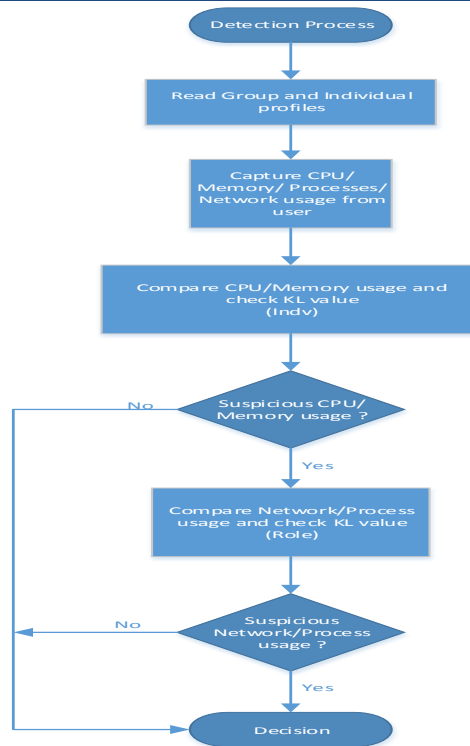 Detection Process
Read Group and Individual
profiles
Capture CPU/
Memory/ Processes/
Network usage from
user
Compare CPU/Memory usage and
check KL value
(Indv)
Suspicious CPU/
Memory usage ?
No
Yes
Compare Network/Process
usage and check KL value
(Role)
Suspicious
Network/Process
usage ?
No
Yes
Decision